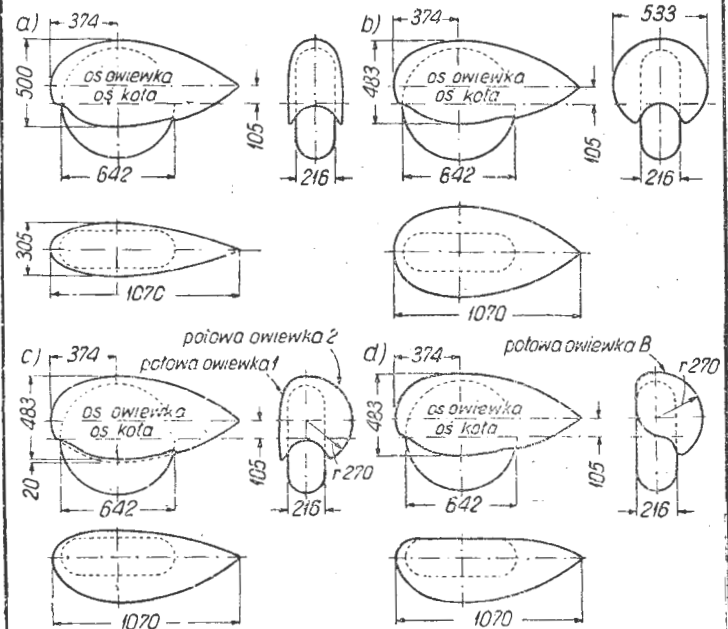 a)
374
500
oś owiewka
oś koła
105
642
216
305
1070
b)
374
533
483
oś owiewka
oś koła
105
642
216
1070
c)
374
połowa owiewka 2
połowa owiewka 1
483
oś owiewka
oś koła
20
105
r 270
642
216
1070
d)
374
połowa owiewka B
r 270
483
oś owiewka
oś koła
105
642
216
1070